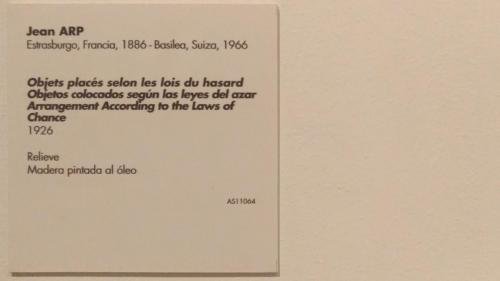 Jean ARP
Estrasburgo, Francia, 1886 - Basilea, Suiza, 1966
Objets placés selon les lois du hasard
Objetos colocados según las leyes del azar
Arrangement According to the Laws of
Chance
1926
Relieve
Madera pintada al óleo
AS11064